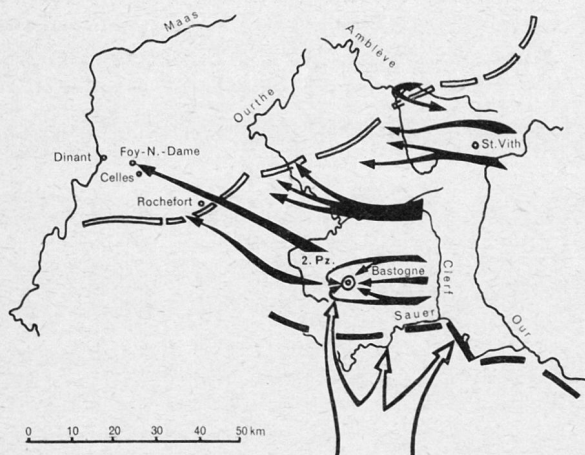 Maas
Amblève
Ourthe
Dinant
Foy-N.-Dame
Celles
St. Vith
Rochefort
2. Pz.
Bastogne
Clerf
Sauer
Our
0 10 20 30 40 50 km